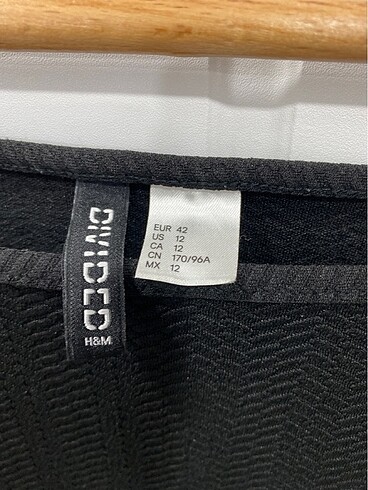 DIVIDED
H&M
EUR 42
US 12
CA 12
CN 170/96A
MX 12